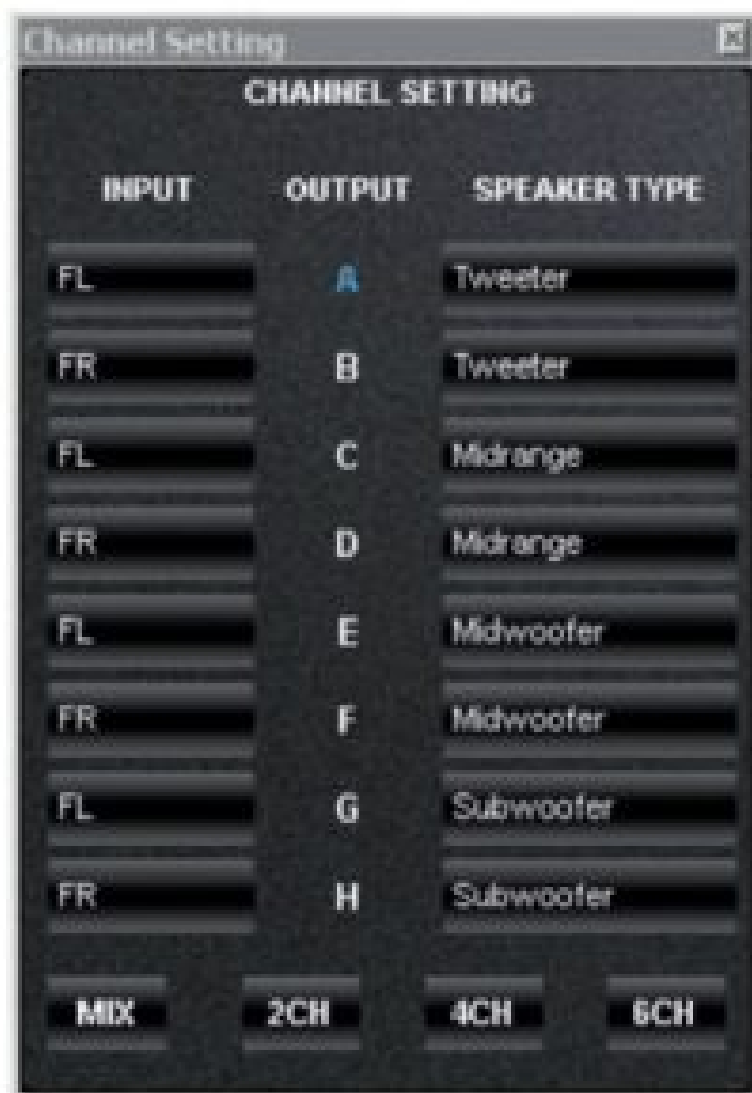 Channel Setting
CHANNEL SETTING
INPUT OUTPUT SPEAKER TYPE
FL A Tweeter
FR B Tweeter
FL C Midrange
FR D Midrange
FL E Midwoofer
FR F Midwoofer
FL G Subwoofer
FR H Subwoofer
MIX 2CH 4CH 6CH